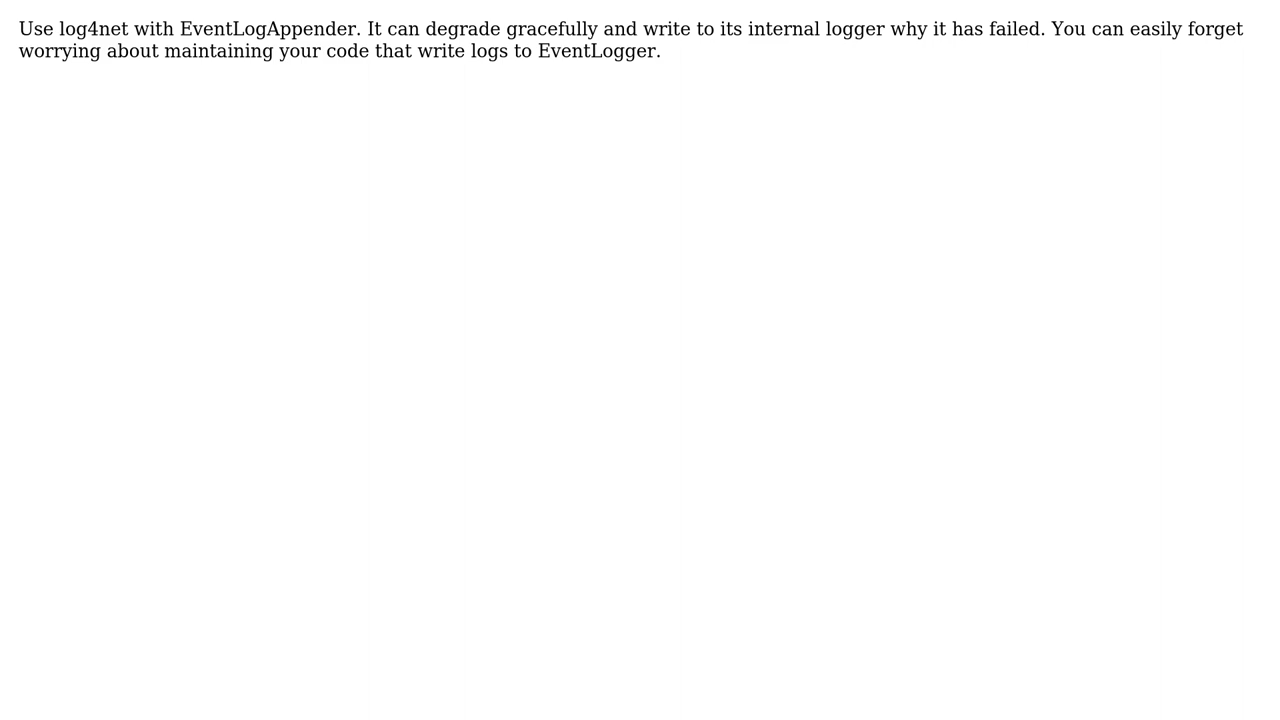 Use log4net with EventLogAppender. It can degrade gracefully and write to its internal logger why it has failed. You can easily forget
worrying about maintaining your code that write logs to EventLogger.